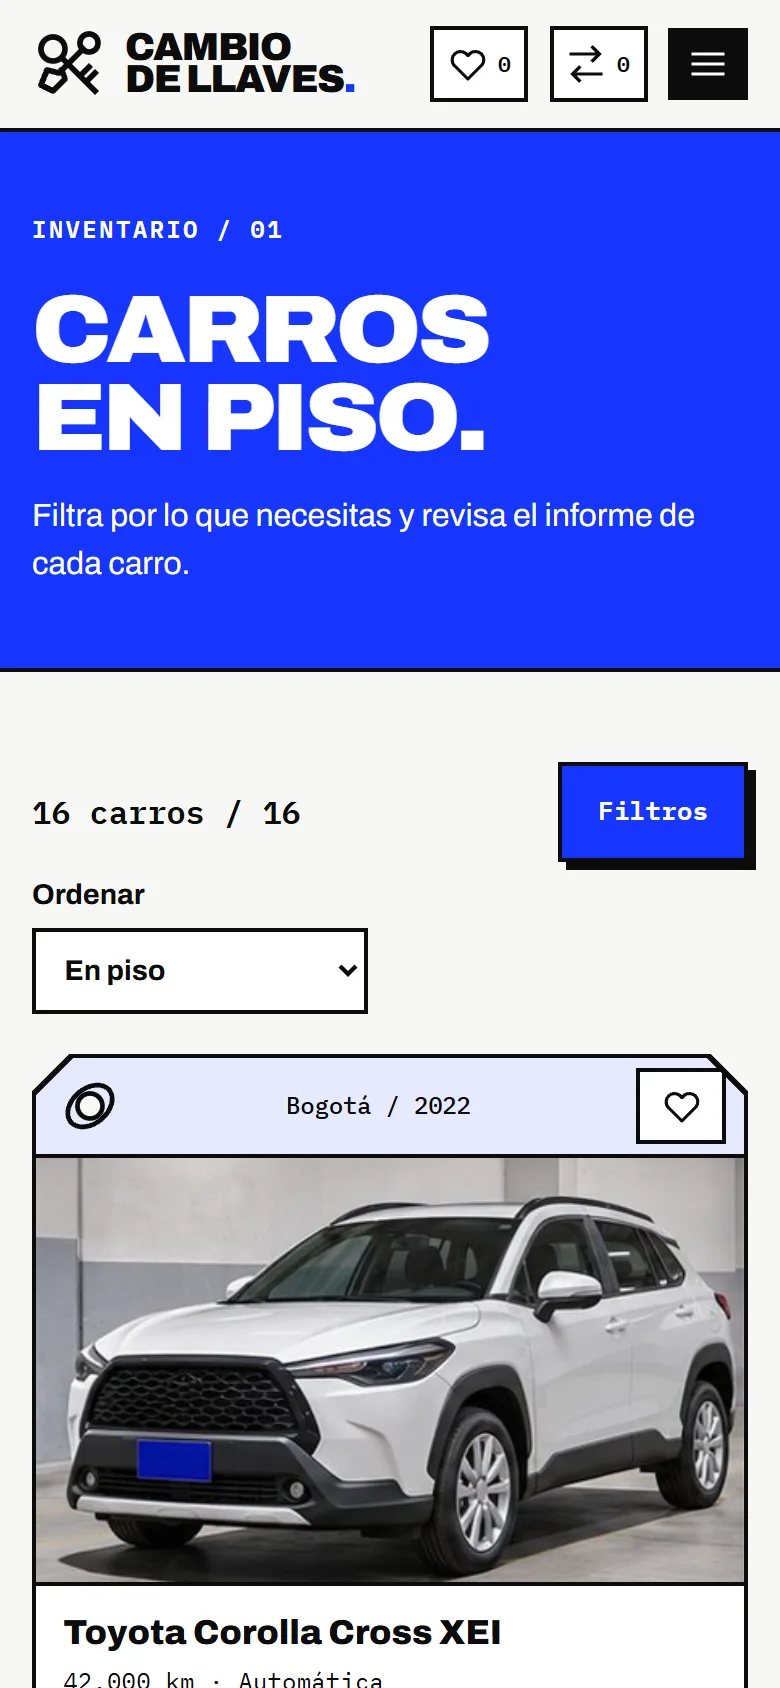 CAMBIO
DE LLAVES.
0
0
INVENTARIO / 01
CARROS
EN PISO.
Filtra por lo que necesitas y revisa el informe de
cada carro.
16 carros / 16
Filtros
Ordenar
En piso
Bogotá / 2022
Toyota Corolla Cross XEI
42.000 km · Automática